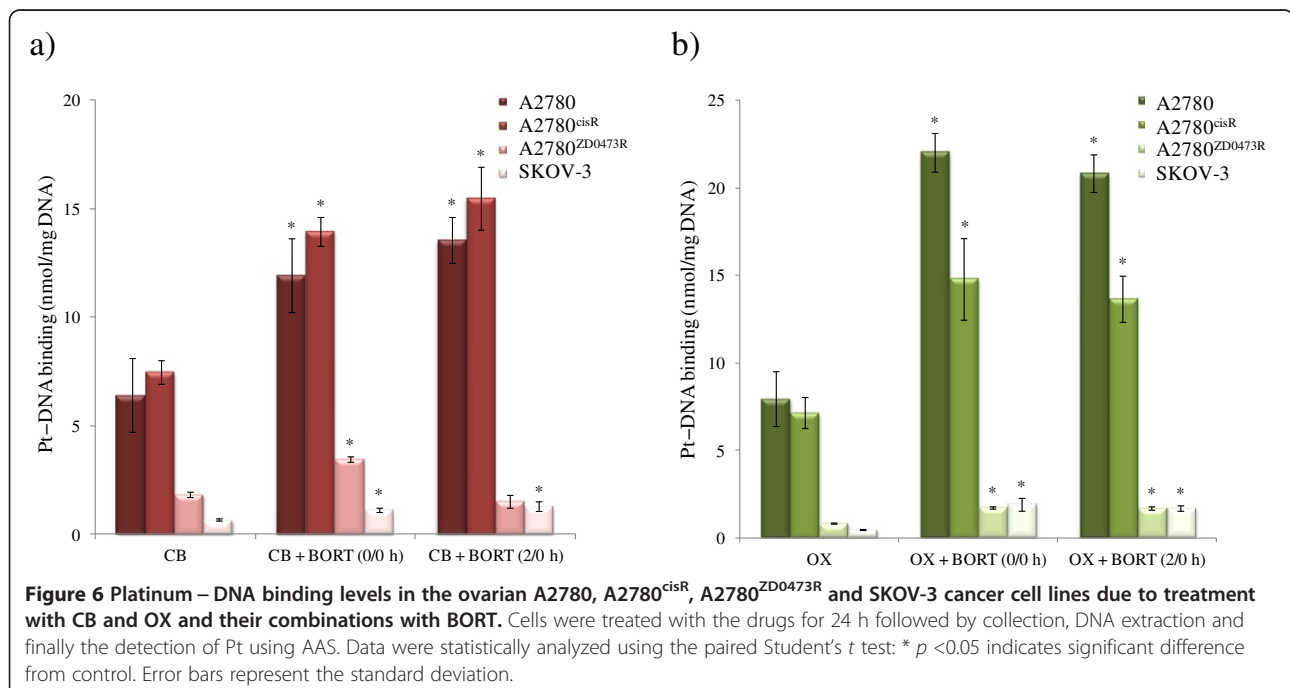 a)
20
15
10
5
0
Pt–DNA binding (nmol/mg DNA)
A2780
A2780cisR
A2780ZD0473R
SKOV-3
* * * *
* * *
CB
CB + BORT (0/0 h)
CB + BORT (2/0 h)
b)
25
20
15
10
5
0
Pt–DNA binding (nmol/mg DNA)
A2780
A2780cisR
A2780ZD0473R
SKOV-3
* * * *
* * * *
OX
OX + BORT (0/0 h)
OX + BORT (2/0 h)
Figure 6 Platinum – DNA binding levels in the ovarian A2780, A2780cisR, A2780ZD0473R and SKOV-3 cancer cell lines due to treatment
with CB and OX and their combinations with BORT. Cells were treated with the drugs for 24 h followed by collection, DNA extraction and
finally the detection of Pt using AAS. Data were statistically analyzed using the paired Student's t test: * p <0.05 indicates significant difference
from control. Error bars represent the standard deviation.